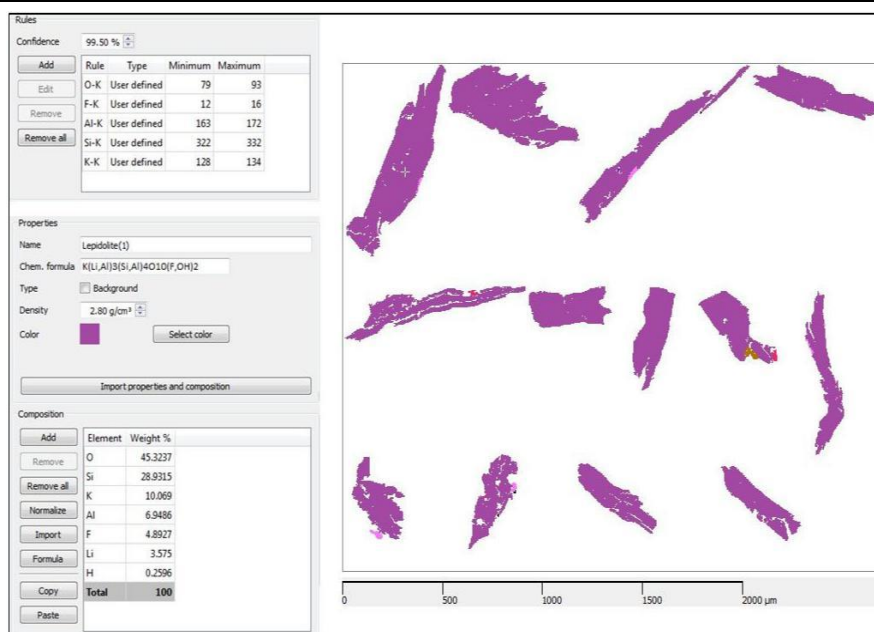 Rules
Confidence 99.50 %
Add
Edit
Remove
Remove all
Rule Type Minimum Maximum
O-K User defined 79 93
F-K User defined 12 16
Al-K User defined 163 172
Si-K User defined 322 332
K-K User defined 128 134
Properties
Name Lepidolite(1)
Chem. formula K(Li,Al)3(Si,Al)4O10(F,OH)2
Type Background
Density 2.80 g/cm³
Color Select color
Import properties and composition
Composition
Add
Remove
Remove all
Normalize
Import
Formula
Copy
Paste
Element Weight %
O 45.3237
Si 28.9315
K 10.069
Al 6.9486
F 4.8927
Li 3.575
H 0.2596
Total 100
0 500 1000 1500 2000 µm